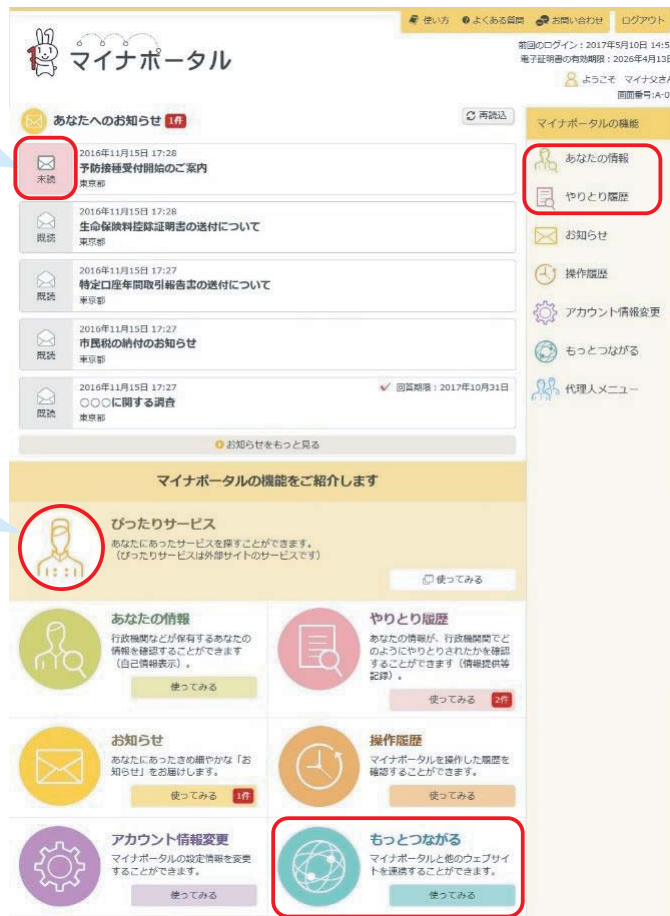 使い方 よくある質問 お問い合わせ ログアウト
マイナポータル
前回のログイン：2017年5月10日 14:5
電子証明書の有効期限：2026年4月13日
ようこそ マイナ父さん
画面番号:A-0
あなたへのお知らせ 1件
再読込
未読
2016年11月15日 17:28
予防接種受付開始のご案内
東京都
既読
2016年11月15日 17:28
生命保険料控除証明書の送付について
東京都
既読
2016年11月15日 17:27
特定口座年間取引報告書の送付について
東京都
既読
2016年11月15日 17:27
市民税の納付のお知らせ
東京都
既読
2016年11月15日 17:27
○○○に関する調査
東京都
回答期限：2017年10月31日
お知らせをもっと見る
マイナポータルの機能
あなたの情報
やりとり履歴
お知らせ
操作履歴
アカウント情報変更
もっとつながる
代理人メニュー
マイナポータルの機能をご紹介します
ぴったりサービス
あなたにあったサービスを探すことができます。
（ぴったりサービスは外部サイトのサービスです）
使ってみる
あなたの情報
行政機関などが保有するあなたの
情報を確認することができます
（自己情報表示）。
使ってみる
やりとり履歴
あなたの情報が、行政機関間でど
のようにやりとりされたかを確認
することができます（情報提供等
記録）。
使ってみる 2件
お知らせ
あなたにあったきめ細やかな「お
知らせ」をお届けします。
使ってみる 1件
操作履歴
マイナポータルを操作した履歴を
確認することができます。
使ってみる
アカウント情報変更
マイナポータルの設定情報を変更
することができます。
使ってみる
もっとつながる
マイナポータルと他のウェブサイ
トを連携することができます。
使ってみる